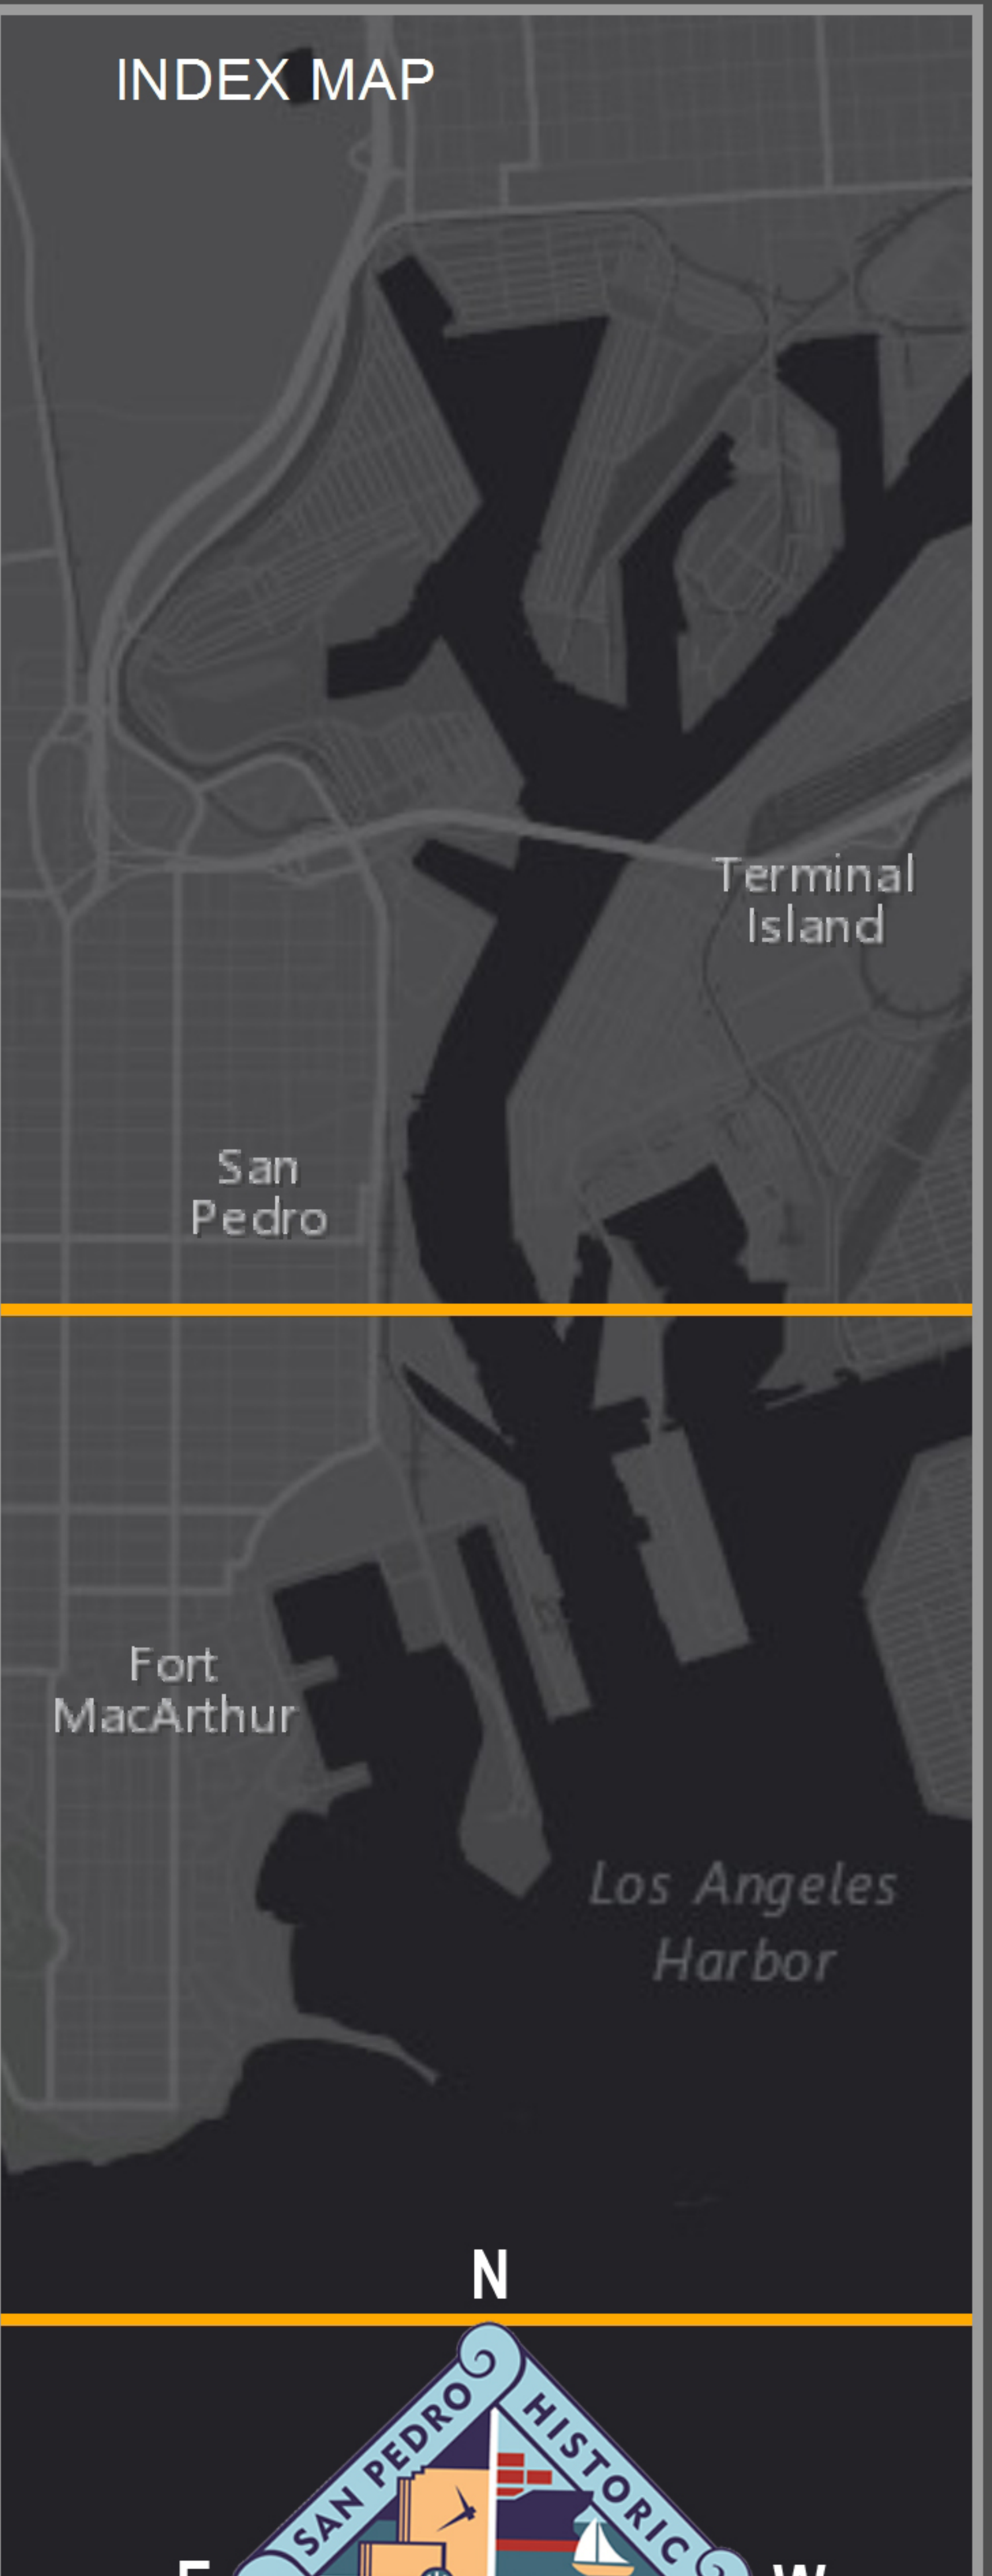 INDEX MAP
Terminal
Island
San
Pedro
Fort
MacArthur
Los Angeles
Harbor
N
SAN PEDRO
HISTORIC